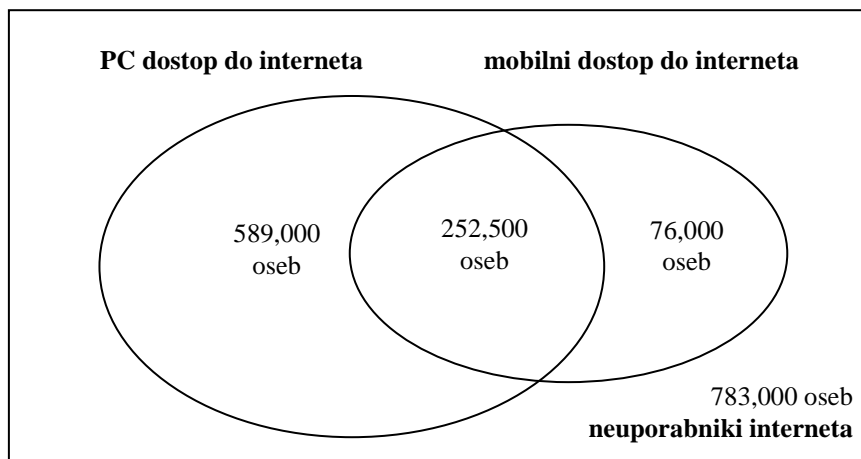 PC dostop do interneta
mobilni dostop do interneta
589,000
oseb
252,500
oseb
76,000
oseb
783,000 oseb
neuporabniki interneta